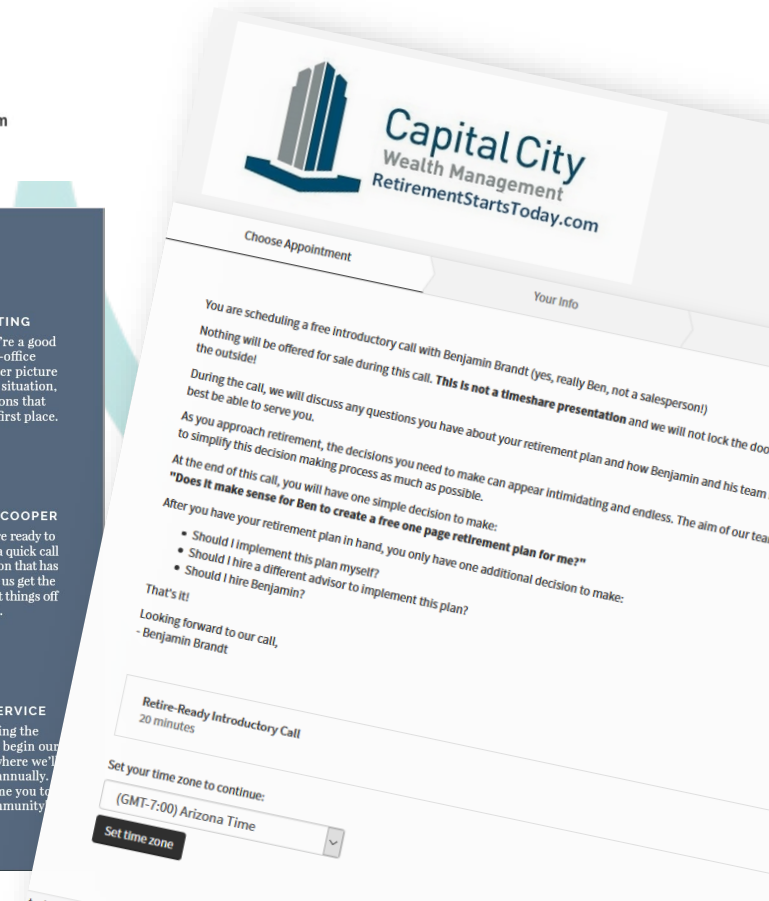 m
TING
're a good
-office
er picture
situation,
ons that
first place.
COOPER
re ready to
a quick call
on that has
us get the
t things off
.
ERVICE
ing the
begin our
where we'll
annually.
me you to
mmunity!
Capital City
Wealth Management
RetirementStartsToday.com
Choose Appointment
Your Info
You are scheduling a free introductory call with Benjamin Brandt (yes, really Ben, not a salesperson!)
Nothing will be offered for sale during this call. This is not a timeshare presentation and we will not lock the doo
the outside!
During the call, we will discuss any questions you have about your retirement plan and how Benjamin and his team
best be able to serve you.
As you approach retirement, the decisions you need to make can appear intimidating and endless. The aim of our tea
to simplify this decision making process as much as possible.
At the end of this call, you will have one simple decision to make:
"Does it make sense for Ben to create a free one page retirement plan for me?"
After you have your retirement plan in hand, you only have one additional decision to make:
• Should I implement this plan myself?
• Should I hire a different advisor to implement this plan?
• Should I hire Benjamin?
That's it!
Looking forward to our call,
- Benjamin Brandt
Retire-Ready Introductory Call
20 minutes
Set your time zone to continue:
(GMT-7:00) Arizona Time
Set time zone